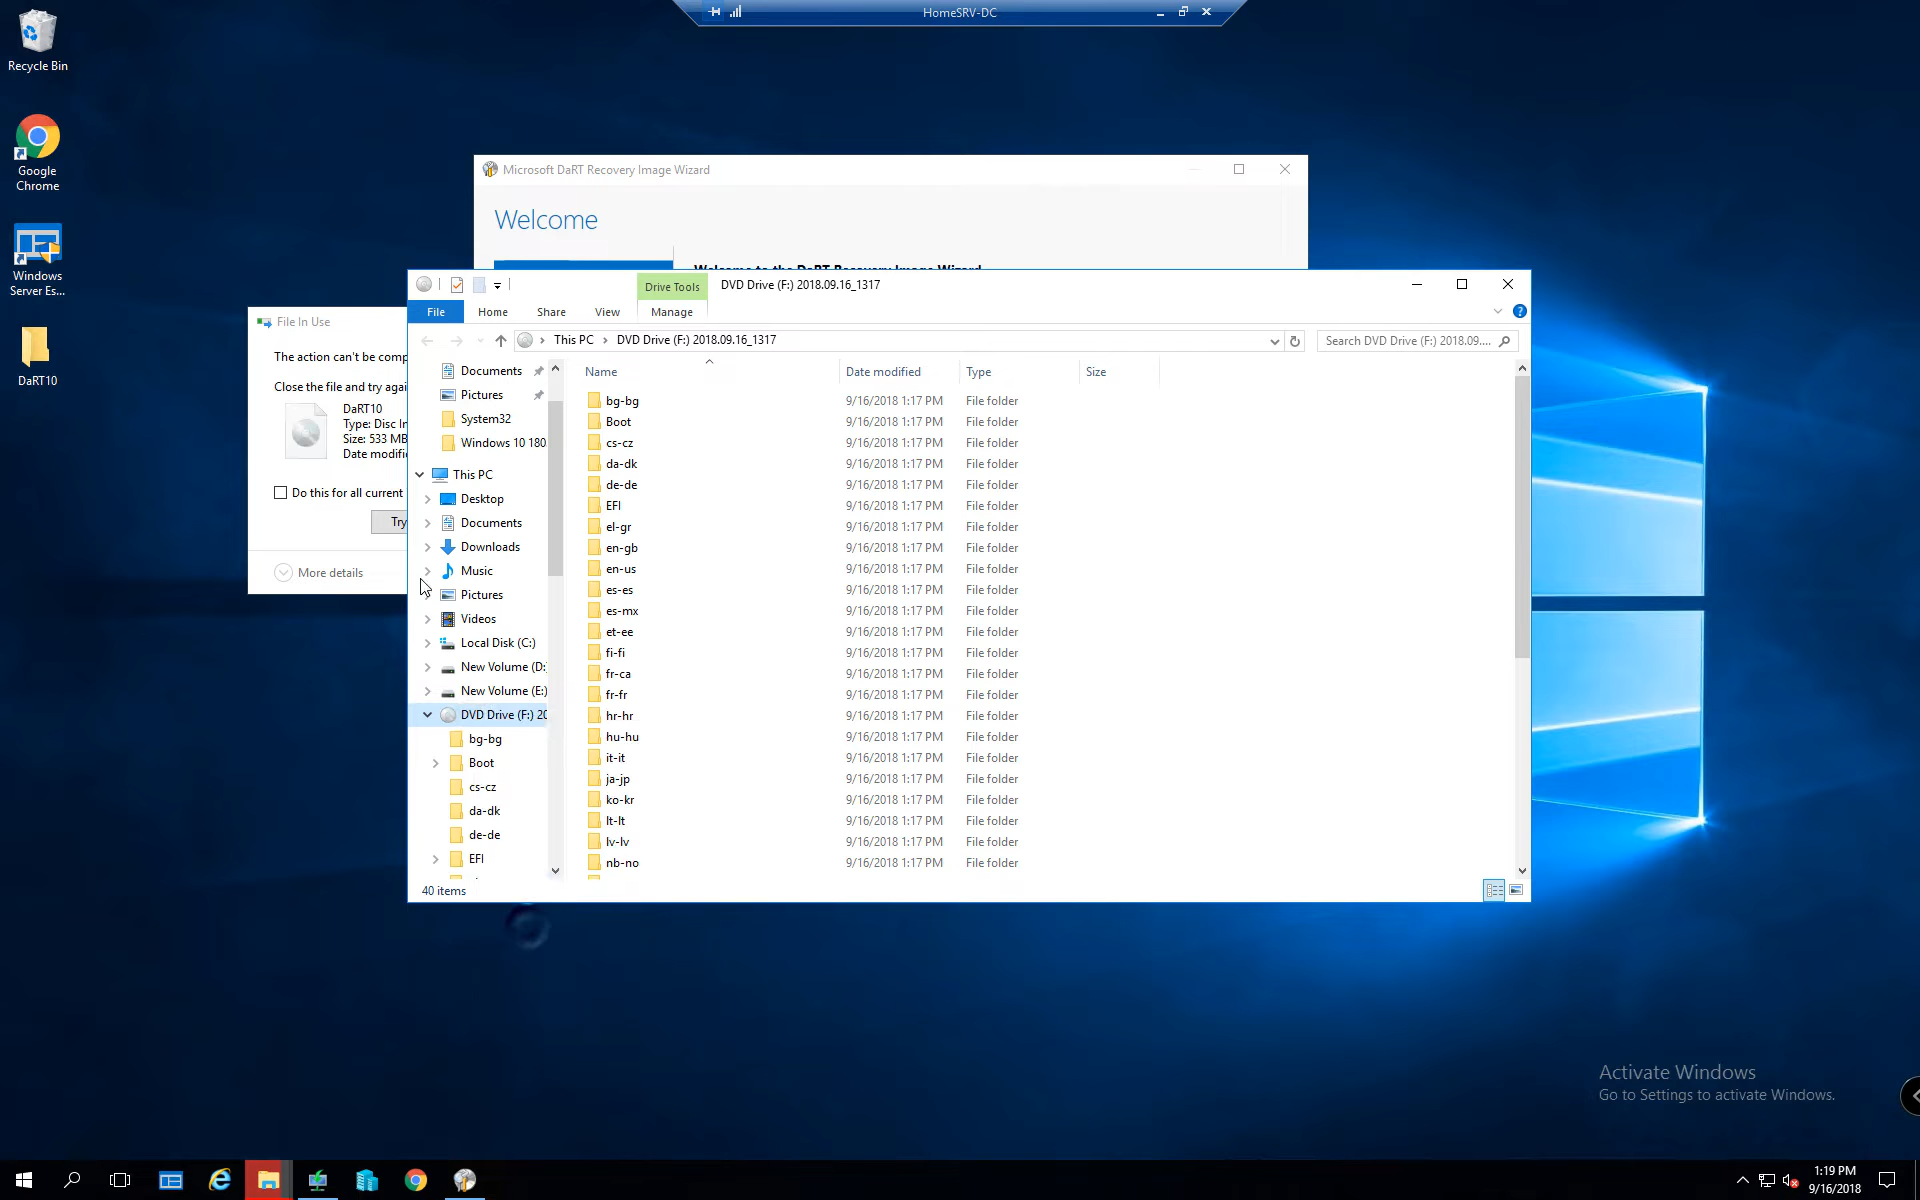 HomeSRV-DC
Recycle Bin
Google
Chrome
Windows
Server Es...
DaRT10
Microsoft DaRT Recovery Image Wizard
Welcome
Welcome to the DaRT Recovery Image Wizard
File In Use
The action can't be comp
Close the file and try agai
DaRT10
Type: Disc Ir
Size: 533 MB
Date modifi
Do this for all current
Try
More details
Drive Tools
DVD Drive (F:) 2018.09.16_1317
File
Home
Share
View
Manage
This PC
DVD Drive (F:) 2018.09.16_1317
Search DVD Drive (F:) 2018.09....
Documents
Pictures
System32
Windows 10 180
This PC
Desktop
Documents
Downloads
Music
Pictures
Videos
Local Disk (C:)
New Volume (D:
New Volume (E:)
DVD Drive (F:) 20
bg-bg
Boot
cs-cz
da-dk
de-de
EFI
Name Date modified Type Size
bg-bg 9/16/2018 1:17 PM File folder
Boot 9/16/2018 1:17 PM File folder
cs-cz 9/16/2018 1:17 PM File folder
da-dk 9/16/2018 1:17 PM File folder
de-de 9/16/2018 1:17 PM File folder
EFI 9/16/2018 1:17 PM File folder
el-gr 9/16/2018 1:17 PM File folder
en-gb 9/16/2018 1:17 PM File folder
en-us 9/16/2018 1:17 PM File folder
es-es 9/16/2018 1:17 PM File folder
es-mx 9/16/2018 1:17 PM File folder
et-ee 9/16/2018 1:17 PM File folder
fi-fi 9/16/2018 1:17 PM File folder
fr-ca 9/16/2018 1:17 PM File folder
fr-fr 9/16/2018 1:17 PM File folder
hr-hr 9/16/2018 1:17 PM File folder
hu-hu 9/16/2018 1:17 PM File folder
it-it 9/16/2018 1:17 PM File folder
ja-jp 9/16/2018 1:17 PM File folder
ko-kr 9/16/2018 1:17 PM File folder
lt-lt 9/16/2018 1:17 PM File folder
lv-lv 9/16/2018 1:17 PM File folder
nb-no 9/16/2018 1:17 PM File folder
40 items
Activate Windows
Go to Settings to activate Windows.
1:19 PM
9/16/2018